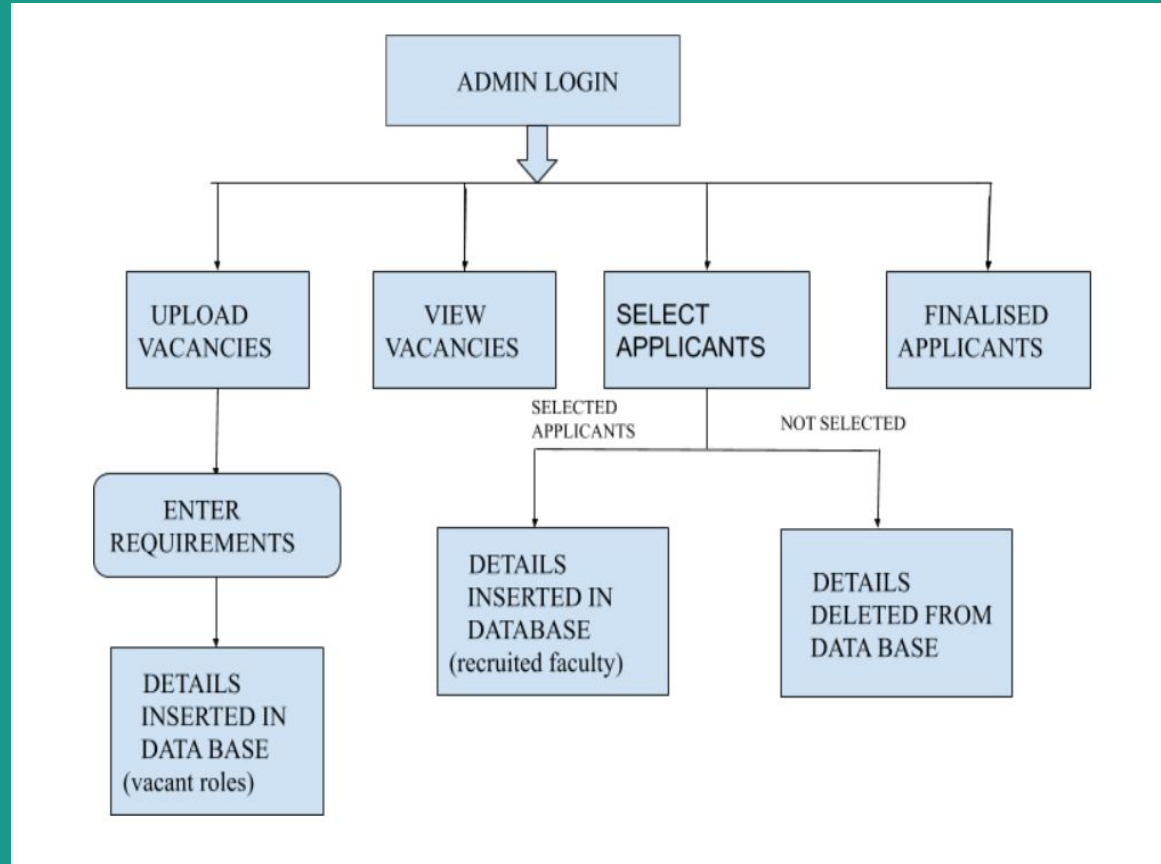 ADMIN LOGIN
UPLOAD
VACANCIES
VIEW
VACANCIES
SELECT
APPLICANTS
FINALISED
APPLICANTS
SELECTED
APPLICANTS
NOT SELECTED
ENTER
REQUIREMENTS
DETAILS
INSERTED IN
DATABASE
(recruited faculty)
DETAILS
DELETED FROM
DATA BASE
DETAILS
INSERTED IN
DATA BASE
(vacant roles)